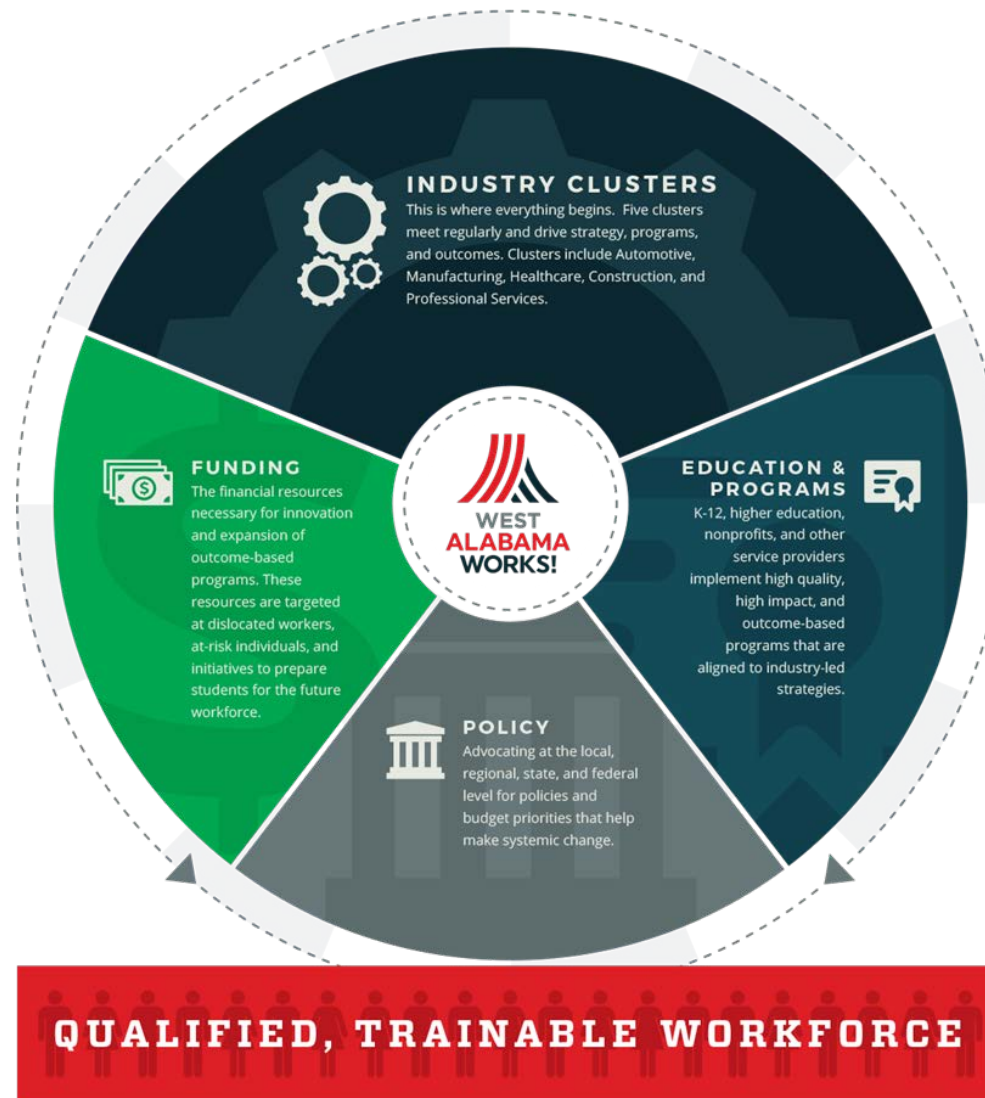 INDUSTRY CLUSTERS
This is where everything begins. Five clusters
meet regularly and drive strategy, programs,
and outcomes. Clusters include Automotive,
Manufacturing, Healthcare, Construction, and
Professional Services.
FUNDING
The financial resources
necessary for innovation
and expansion of
outcome-based
programs. These
resources are targeted
at dislocated workers,
at-risk individuals, and
initiatives to prepare
students for the future
workforce.
$
WEST
ALABAMA
WORKS!
EDUCATION &
PROGRAMS
K-12, higher education,
nonprofits, and other
service providers
implement high quality,
high impact, and
outcome-based
programs that are
aligned to industry-led
strategies.
POLICY
Advocating at the local,
regional, state, and federal
level for policies and
budget priorities that help
make systemic change.
QUALIFIED, TRAINABLE WORKFORCE